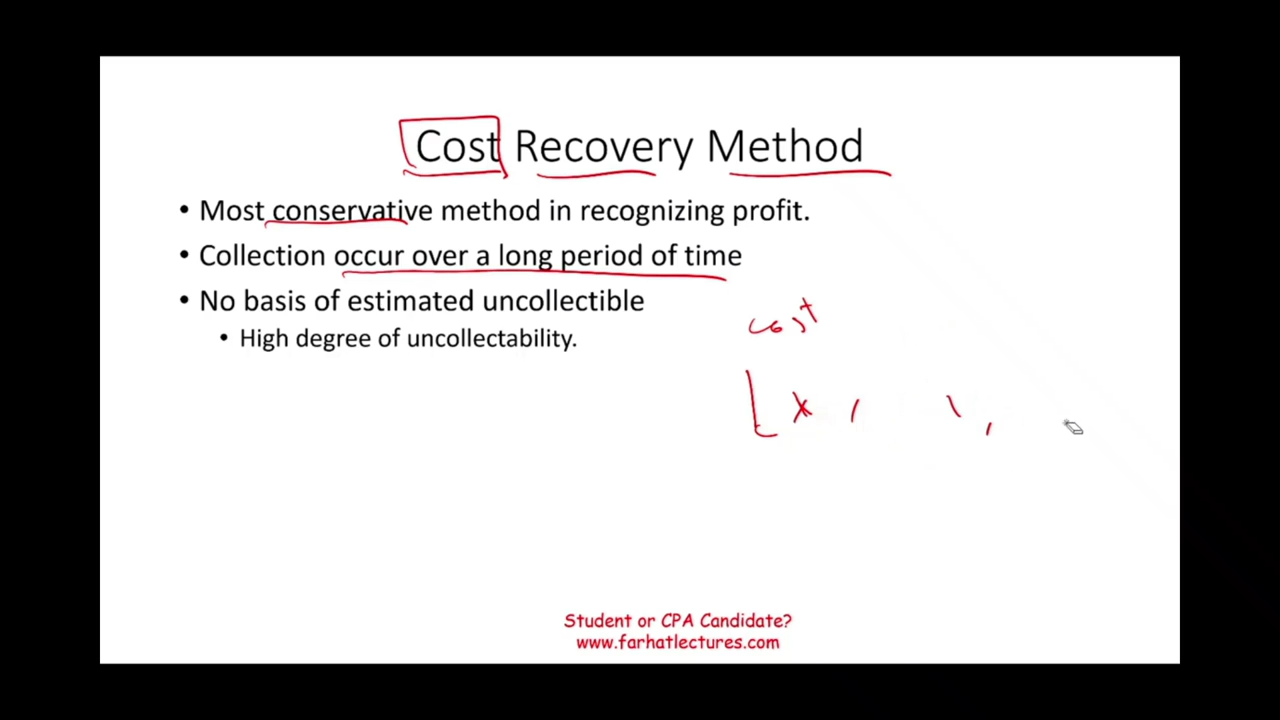 Cost Recovery Method
• Most conservative method in recognizing profit.
• Collection occur over a long period of time
• No basis of estimated uncollectible
• High degree of uncollectability.
cost
Student or CPA Candidate?
www.farhatlectures.com